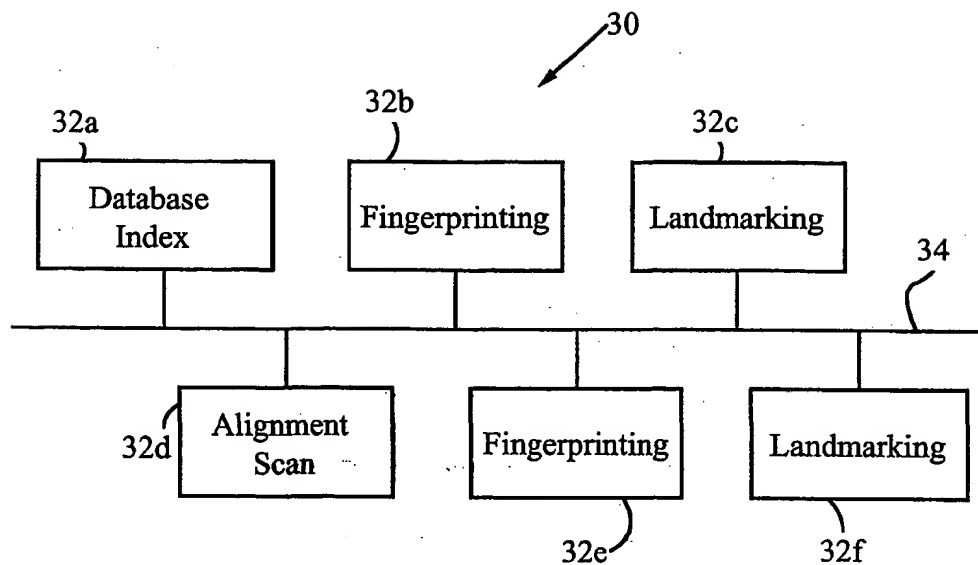 30
32a
32b
32c
Database
Index
Fingerprinting
Landmarking
34
Alignment
Scan
Fingerprinting
Landmarking
32d
32e
32f